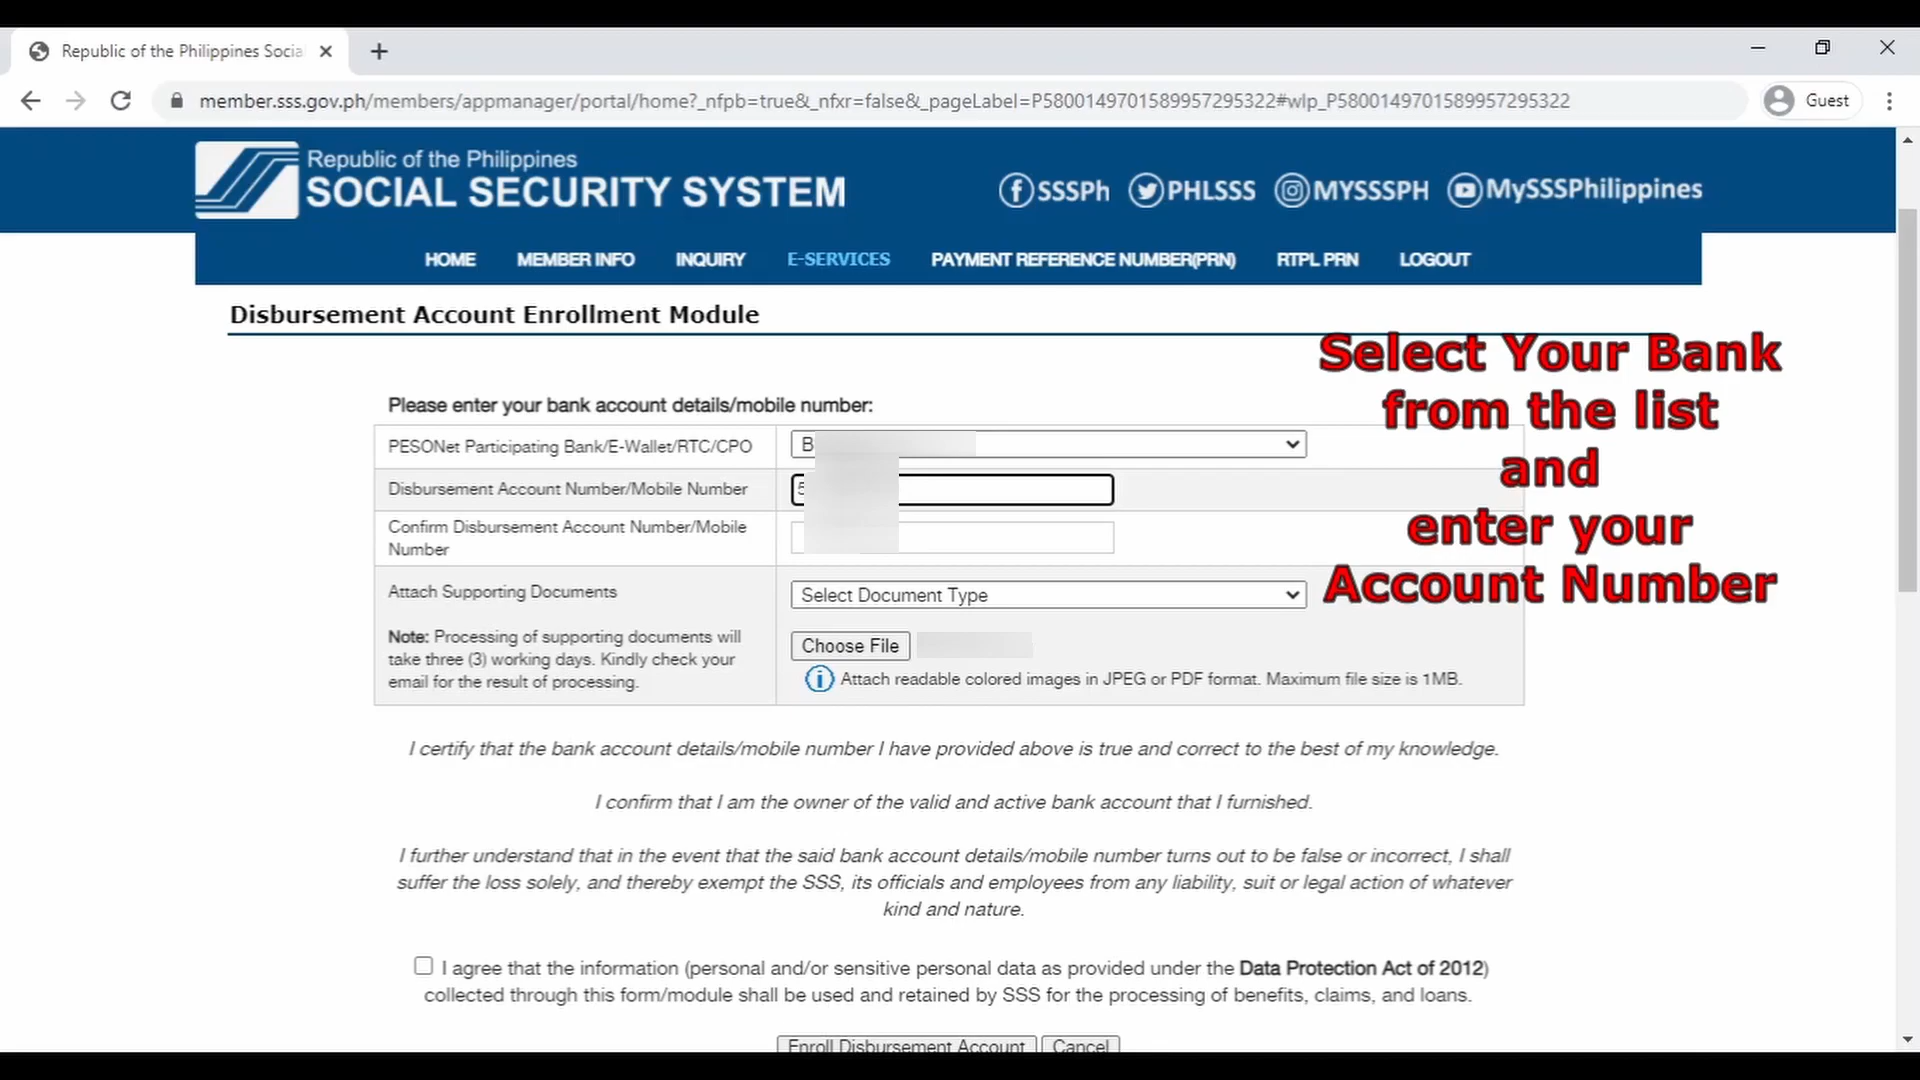 Republic of the Philippines Socia
member.sss.gov.ph/members/appmanager/portal/home?_nfpb=true&_nfxr=false&_pageLabel=P5800149701589957295322#wlp_P5800149701589957295322
Guest
Republic of the Philippines
SOCIAL SECURITY SYSTEM
SSSPh
PHLSSS
MYSSSPH
MySSSPhilippines
HOME
MEMBER INFO
INQUIRY
E-SERVICES
PAYMENT REFERENCE NUMBER(PRN)
RTPL PRN
LOGOUT
Disbursement Account Enrollment Module
Select Your Bank
from the list
and
enter your
Account Number
Please enter your bank account details/mobile number:
PESONet Participating Bank/E-Wallet/RTC/CPO
B
Disbursement Account Number/Mobile Number
5
Confirm Disbursement Account Number/Mobile
Number
Attach Supporting Documents
Select Document Type
Note: Processing of supporting documents will
take three (3) working days. Kindly check your
email for the result of processing.
Choose File
Attach readable colored images in JPEG or PDF format. Maximum file size is 1MB.
I certify that the bank account details/mobile number I have provided above is true and correct to the best of my knowledge.
I confirm that I am the owner of the valid and active bank account that I furnished.
I further understand that in the event that the said bank account details/mobile number turns out to be false or incorrect, I shall
suffer the loss solely, and thereby exempt the SSS, its officials and employees from any liability, suit or legal action of whatever
kind and nature.
I agree that the information (personal and/or sensitive personal data as provided under the Data Protection Act of 2012)
collected through this form/module shall be used and retained by SSS for the processing of benefits, claims, and loans.
Enroll Disbursement Account
Cancel